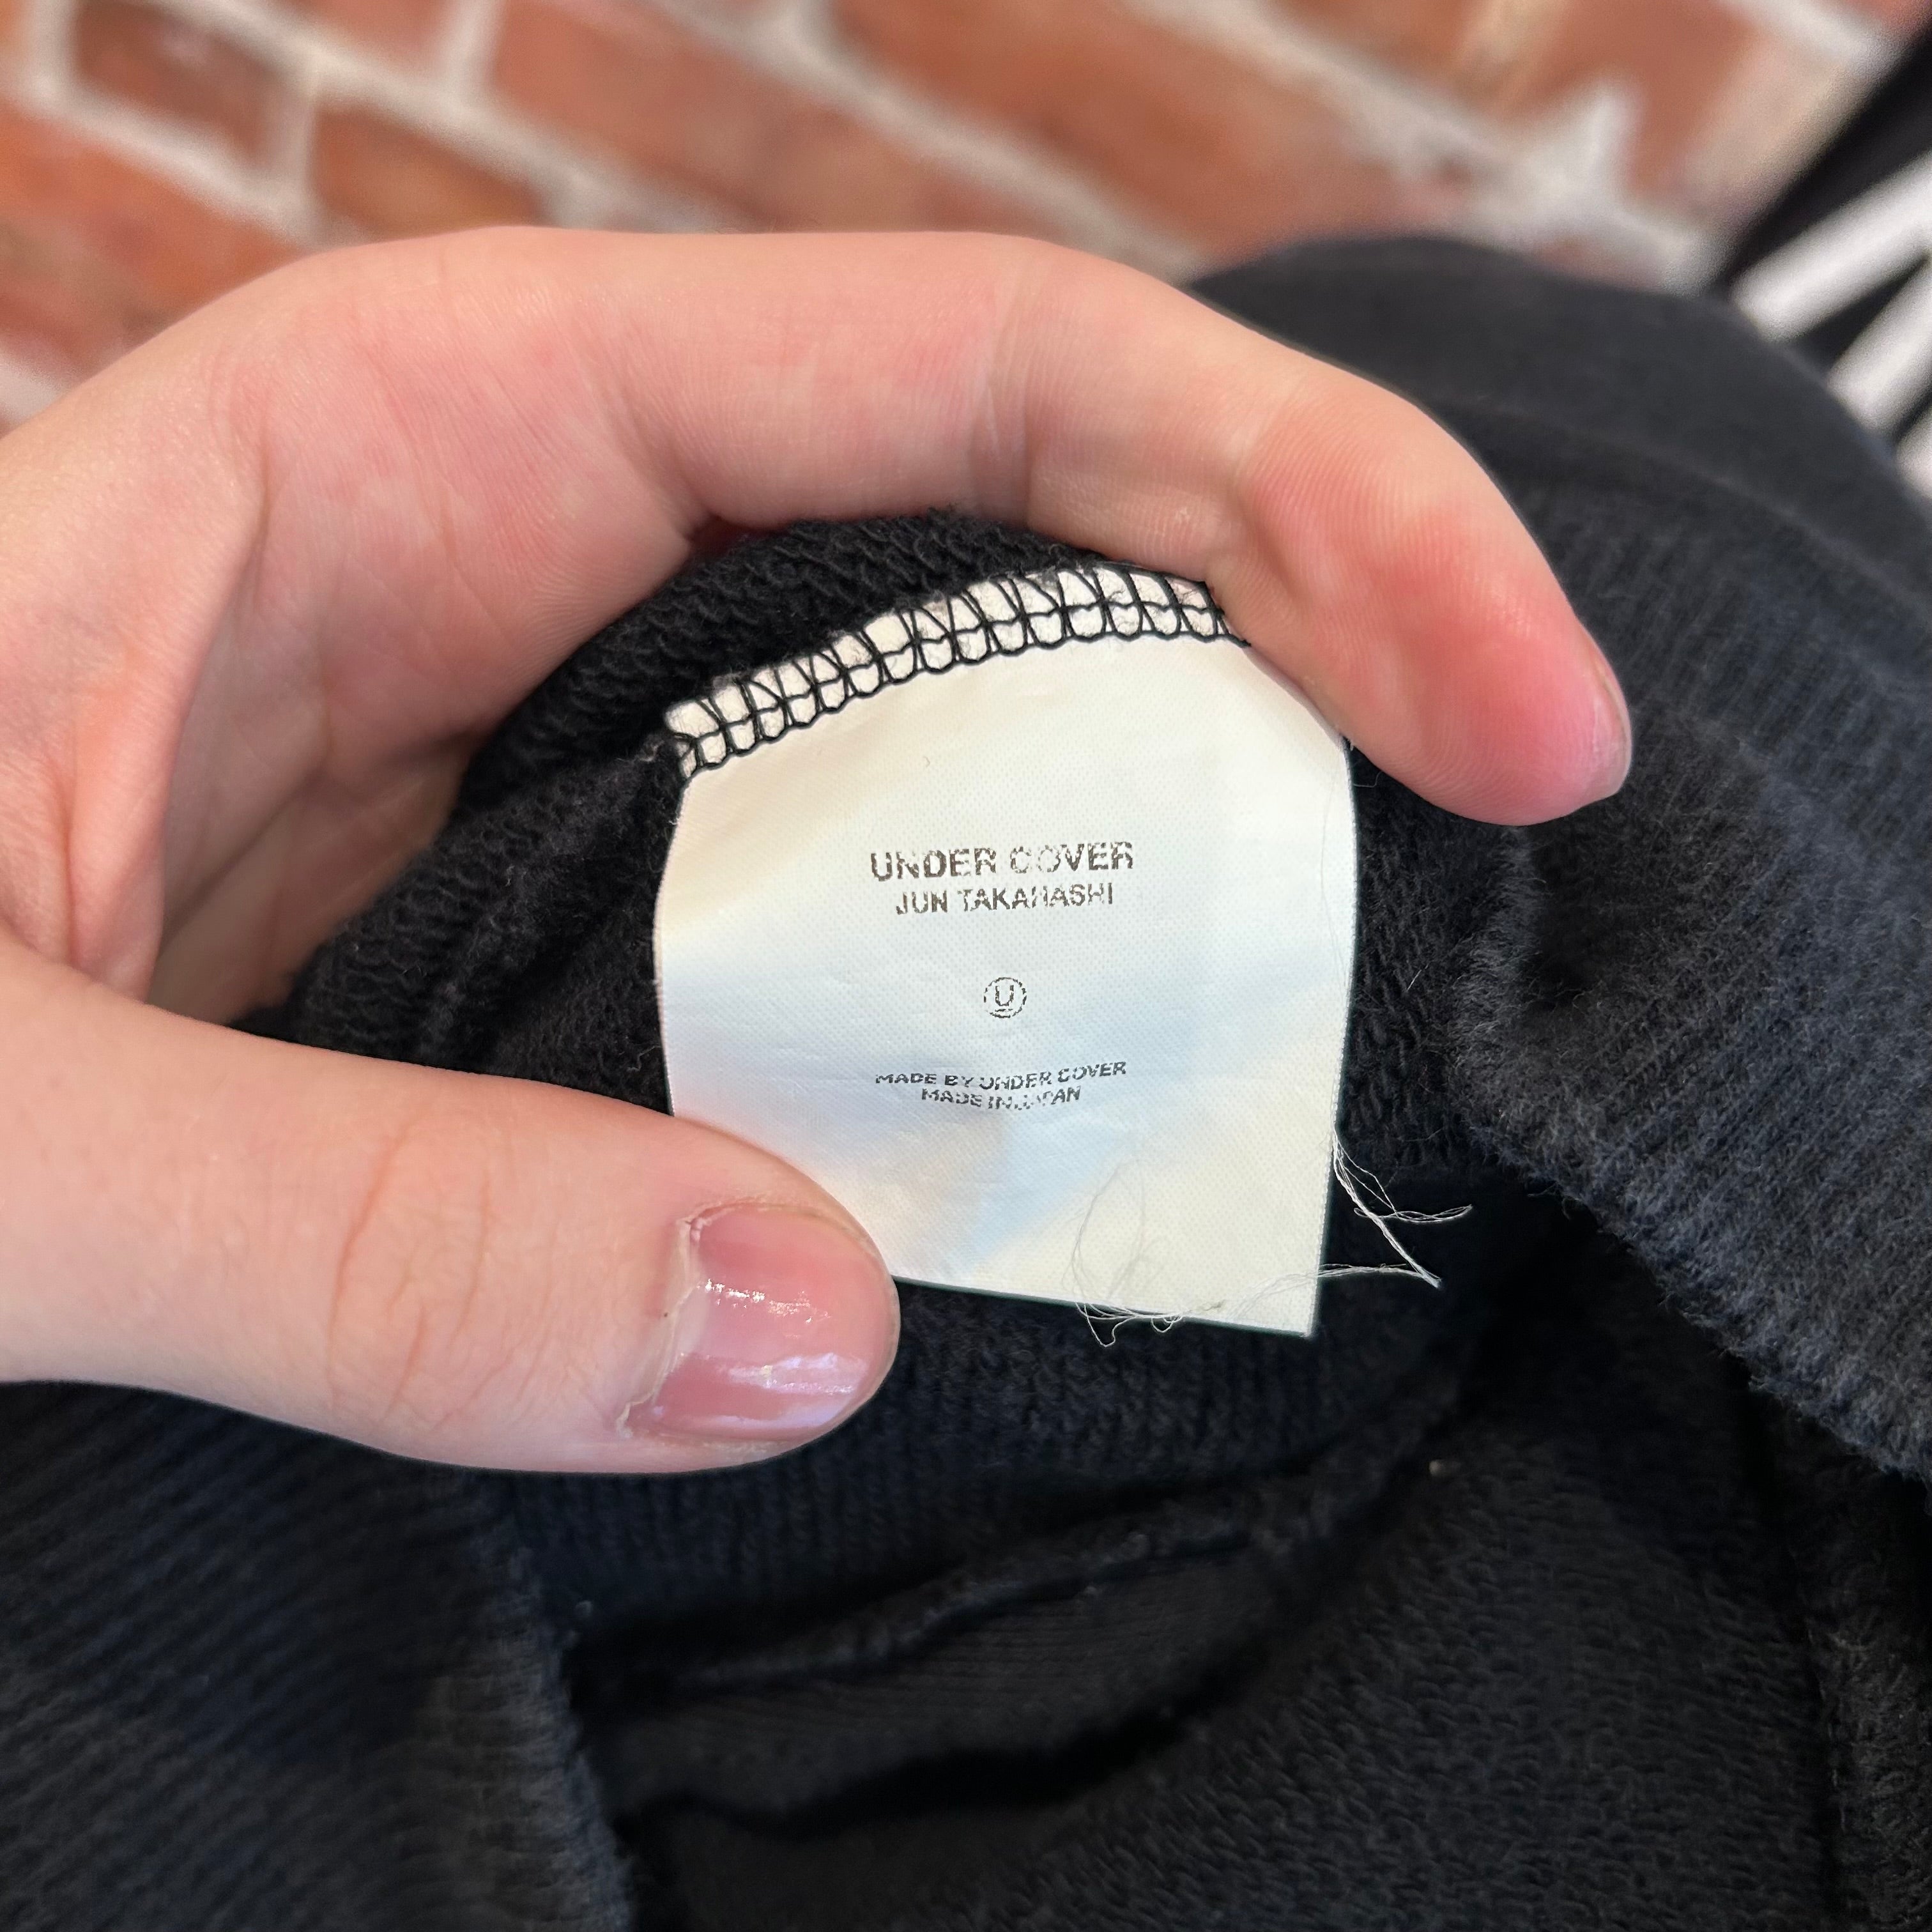 UNDER COVER
JUN TAKAHASHI
U
MADE BY UNDER COVER
MADE IN JAPAN